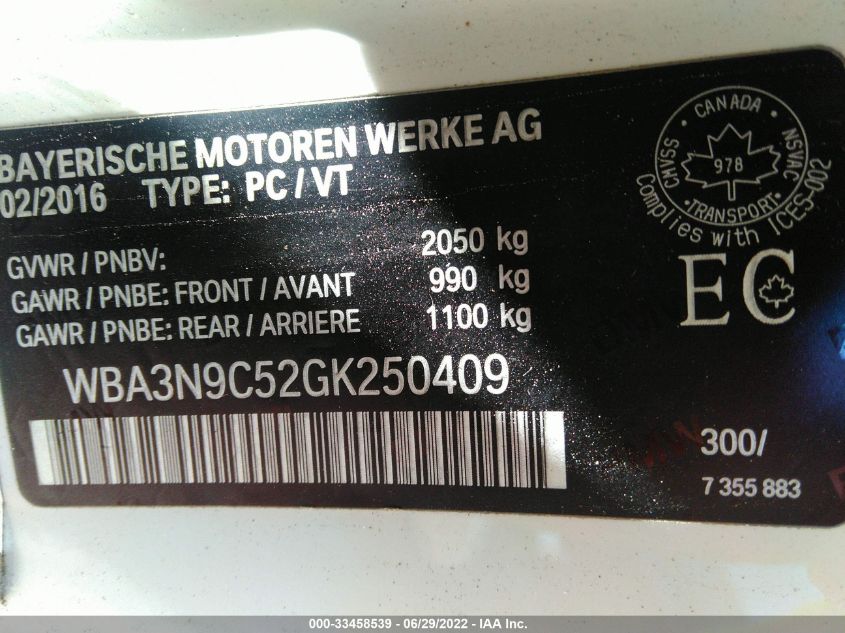 BAYERISCHE MOTOREN WERKE AG
02/2016 TYPE: PC / VT
GVWR / PNBV: 2050 kg
GAWR / PNBE: FRONT / AVANT 990 kg
GAWR / PNBE: REAR / ARRIERE 1100 kg
WBA3N9C52GK250409
CANADA
CMVSS 978 NSVAC
TRANSPORT
Complies with ICES-002
EC
300/
7 355 883
000-33458539 - 06/29/2022 - IAA Inc.